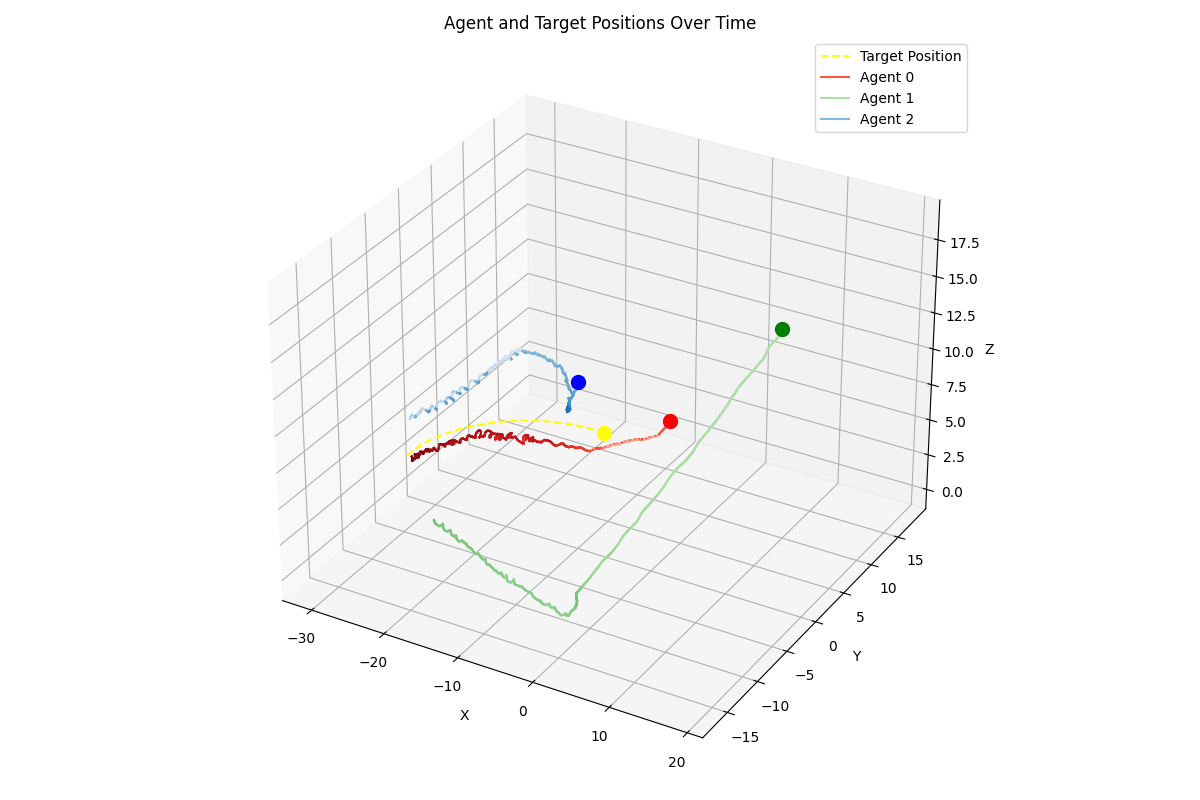 Agent and Target Positions Over Time
Target Position
Agent 0
Agent 1
Agent 2
17.5
15.0
12.5
10.0
7.5
5.0
2.5
0.0
Z
15
10
5
0
−5
−10
−15
Y
−30
−20
−10
0
10
20
X